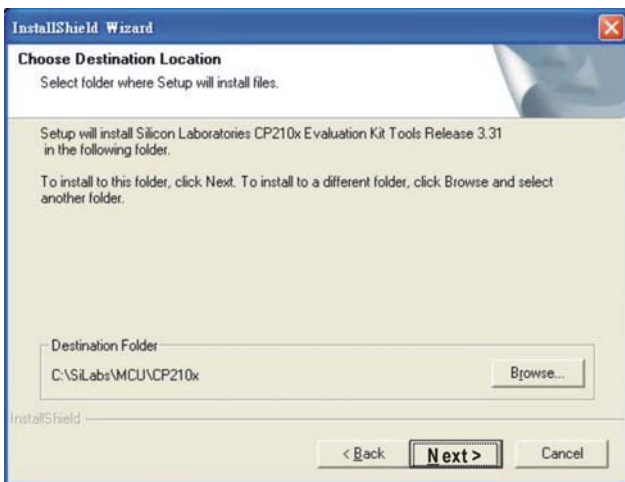 InstallShield Wizard
Choose Destination Location
Select folder where Setup will install files.
Setup will install Silicon Laboratories CP210x Evaluation Kit Tools Release 3.31
in the following folder.
To install to this folder, click Next. To install to a different folder, click Browse and select
another folder.
Destination Folder
C:\SiLabs\MCU\CP210x
Browse...
InstallShield
< Back
Next >
Cancel